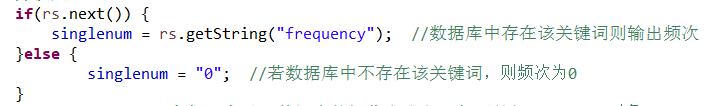 if(rs.next()) {
singlenum = rs.getString("frequency"); //数据库中存在该关键词则输出频次
}else {
singlenum = "0"; //若数据库中不存在该关键词，则频次为0
}